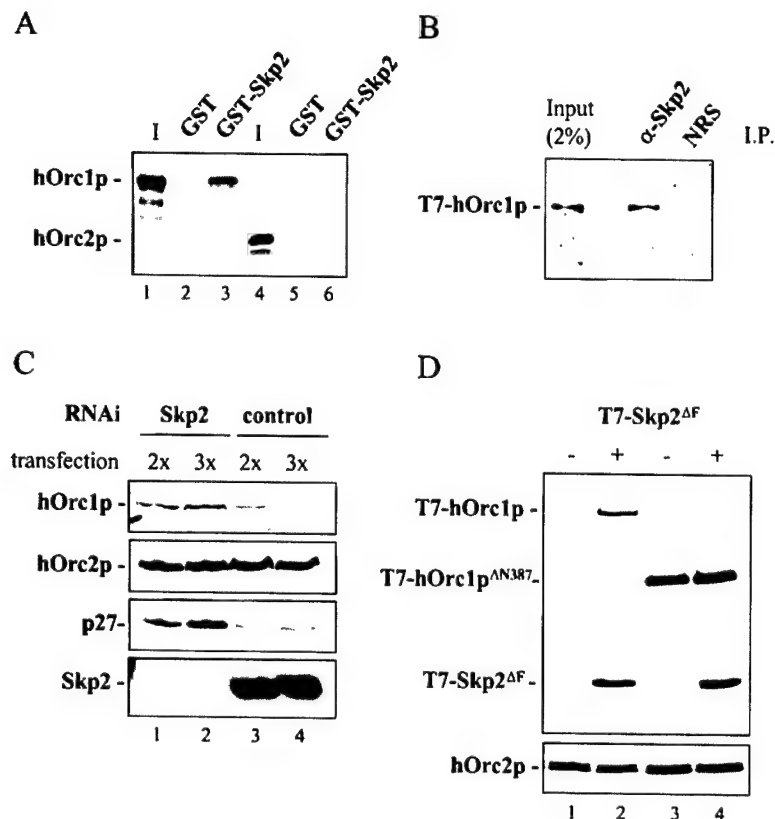 A
I GST GST-Skp2 I GST GST-Skp2
hOrc1p -
hOrc2p -
1 2 3 4 5 6
B
Input (2%) α-Skp2 NRS I.P.
T7-hOrc1p -
C
RNAi Skp2 control
transfection 2x 3x 2x 3x
hOrc1p -
hOrc2p -
p27-
Skp2 -
1 2 3 4
D
T7-Skp2ΔF
- + - +
T7-hOrc1p -
T7-hOrc1pΔN387-
T7-Skp2ΔF -
hOrc2p -
1 2 3 4